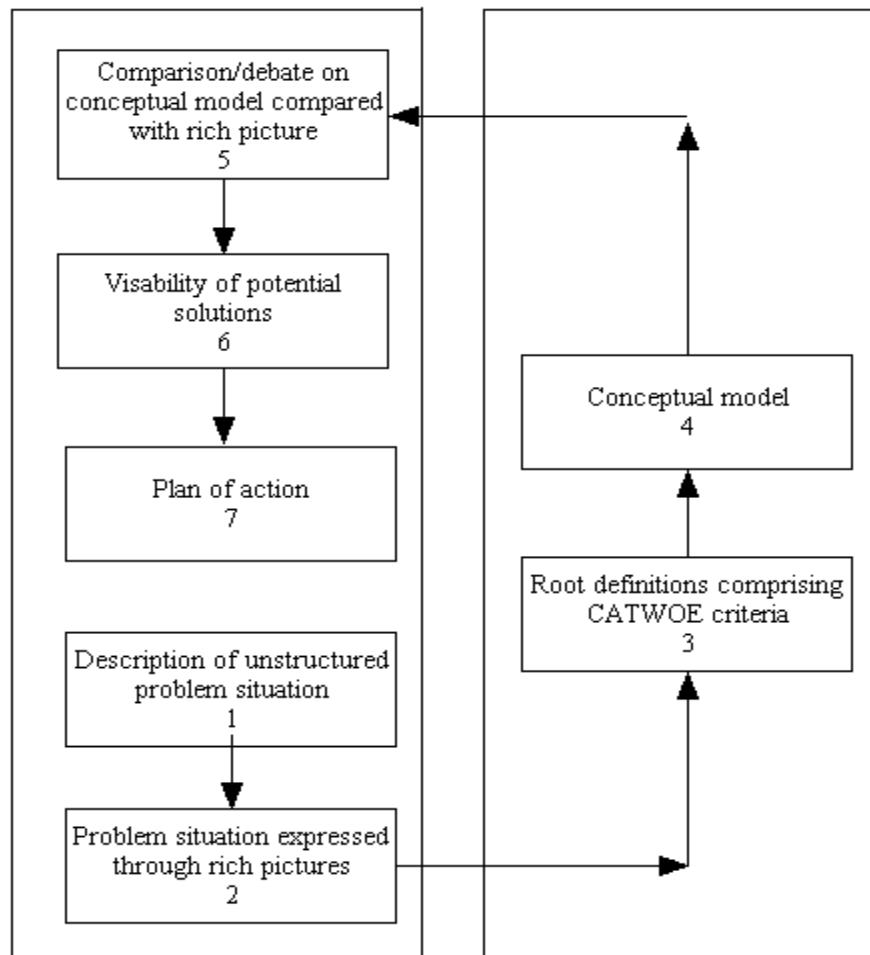 Comparison/debate on
conceptual model compared
with rich picture
5
Visability of potential
solutions
6
Plan of action
7
Description of unstructured
problem situation
1
Problem situation expressed
through rich pictures
2
Conceptual model
4
Root definitions comprising
CATWOE criteria
3